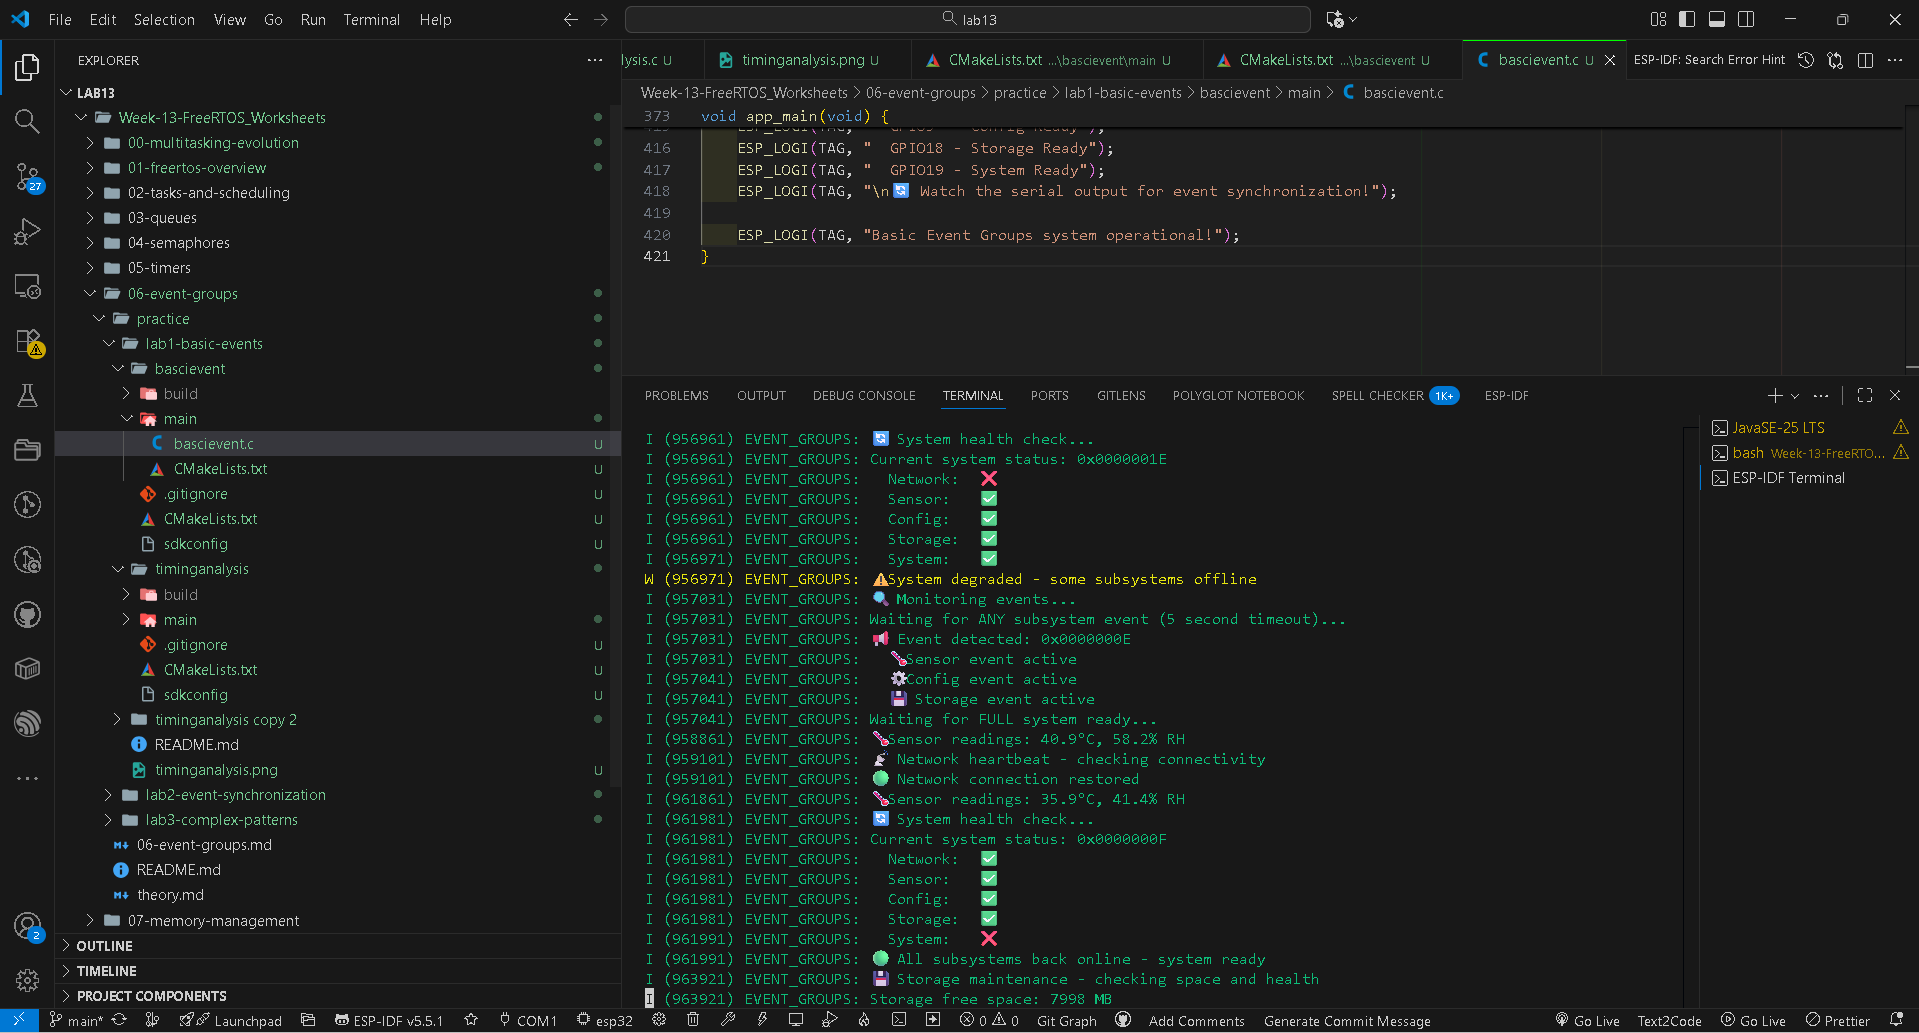 File Edit Selection View Go Run Terminal Help
lab13
EXPLORER
LAB13
Week-13-FreeRTOS_Worksheets
00-multitasking-evolution
01-freertos-overview
02-tasks-and-scheduling
03-queues
04-semaphores
05-timers
06-event-groups
practice
lab1-basic-events
bascievent
build
main
bascievent.c U
CMakeLists.txt U
.gitignore U
CMakeLists.txt U
sdkconfig U
timinganalysis
build
main
.gitignore U
CMakeLists.txt U
sdkconfig U
timinganalysis copy 2
README.md
timinganalysis.png U
lab2-event-synchronization
lab3-complex-patterns
06-event-groups.md
README.md
theory.md
07-memory-management
OUTLINE
TIMELINE
PROJECT COMPONENTS
27
2
lysis.c U timinganalysis.png U CMakeLists.txt ...\bascievent\main U CMakeLists.txt ...\bascievent U bascievent.c U ESP-IDF: Search Error Hint
Week-13-FreeRTOS_Worksheets > 06-event-groups > practice > lab1-basic-events > bascievent > main > bascievent.c
373 void app_main(void) {
416 ESP_LOGI(TAG, "  GPIO18 - Storage Ready");
417 ESP_LOGI(TAG, "  GPIO19 - System Ready");
418 ESP_LOGI(TAG, "\n🔄 Watch the serial output for event synchronization!");
419
420 ESP_LOGI(TAG, "Basic Event Groups system operational!");
421 }
PROBLEMS OUTPUT DEBUG CONSOLE TERMINAL PORTS GITLENS POLYGLOT NOTEBOOK SPELL CHECKER 1K+ ESP-IDF
I (956961) EVENT_GROUPS: 🔄 System health check...
I (956961) EVENT_GROUPS: Current system status: 0x0000001E
I (956961) EVENT_GROUPS:   Network: ❌
I (956961) EVENT_GROUPS:   Sensor: ✅
I (956961) EVENT_GROUPS:   Config: ✅
I (956961) EVENT_GROUPS:   Storage: ✅
I (956971) EVENT_GROUPS:   System: ✅
W (956971) EVENT_GROUPS: ⚠️System degraded - some subsystems offline
I (957031) EVENT_GROUPS: 🔍 Monitoring events...
I (957031) EVENT_GROUPS: Waiting for ANY subsystem event (5 second timeout)...
I (957031) EVENT_GROUPS: 📢 Event detected: 0x0000000E
I (957031) EVENT_GROUPS:   🌡️Sensor event active
I (957041) EVENT_GROUPS:   ⚙️Config event active
I (957041) EVENT_GROUPS:   💾 Storage event active
I (957041) EVENT_GROUPS: Waiting for FULL system ready...
I (958861) EVENT_GROUPS: 🌡️Sensor readings: 40.9°C, 58.2% RH
I (959101) EVENT_GROUPS: 📡 Network heartbeat - checking connectivity
I (959101) EVENT_GROUPS: 🟢 Network connection restored
I (961861) EVENT_GROUPS: 🌡️Sensor readings: 35.9°C, 41.4% RH
I (961981) EVENT_GROUPS: 🔄 System health check...
I (961981) EVENT_GROUPS: Current system status: 0x0000000F
I (961981) EVENT_GROUPS:   Network: ✅
I (961981) EVENT_GROUPS:   Sensor: ✅
I (961981) EVENT_GROUPS:   Config: ✅
I (961981) EVENT_GROUPS:   Storage: ✅
I (961991) EVENT_GROUPS:   System: ❌
I (961991) EVENT_GROUPS: 🟢 All subsystems back online - system ready
I (963921) EVENT_GROUPS: 💾 Storage maintenance - checking space and health
I (963921) EVENT_GROUPS: Storage free space: 7998 MB
JavaSE-25 LTS
bash Week-13-FreeRTO...
ESP-IDF Terminal
main* Launchpad ESP-IDF v5.5.1 COM1 esp32 0 0 Git Graph Add Comments Generate Commit Message Go Live Text2Code Go Live Prettier